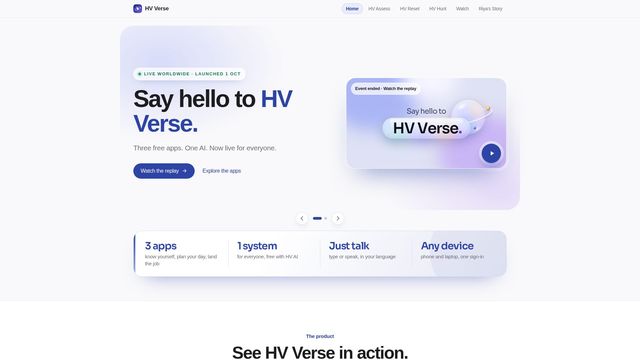 HV Verse
Home
HV Assess
HV Reset
HV Hunt
Watch
Riya's Story
LIVE WORLDWIDE · LAUNCHED 1 OCT
Say hello to HV
Verse.
Three free apps. One AI. Now live for everyone.
Watch the replay →
Explore the apps
Event ended · Watch the replay
Say hello to
HV Verse.
3 apps
know yourself, plan your day, land
the job
1 system
for everyone, free with HV AI
Just talk
type or speak, in your language
Any device
phone and laptop, one sign-in
The product
See HV Verse in action.